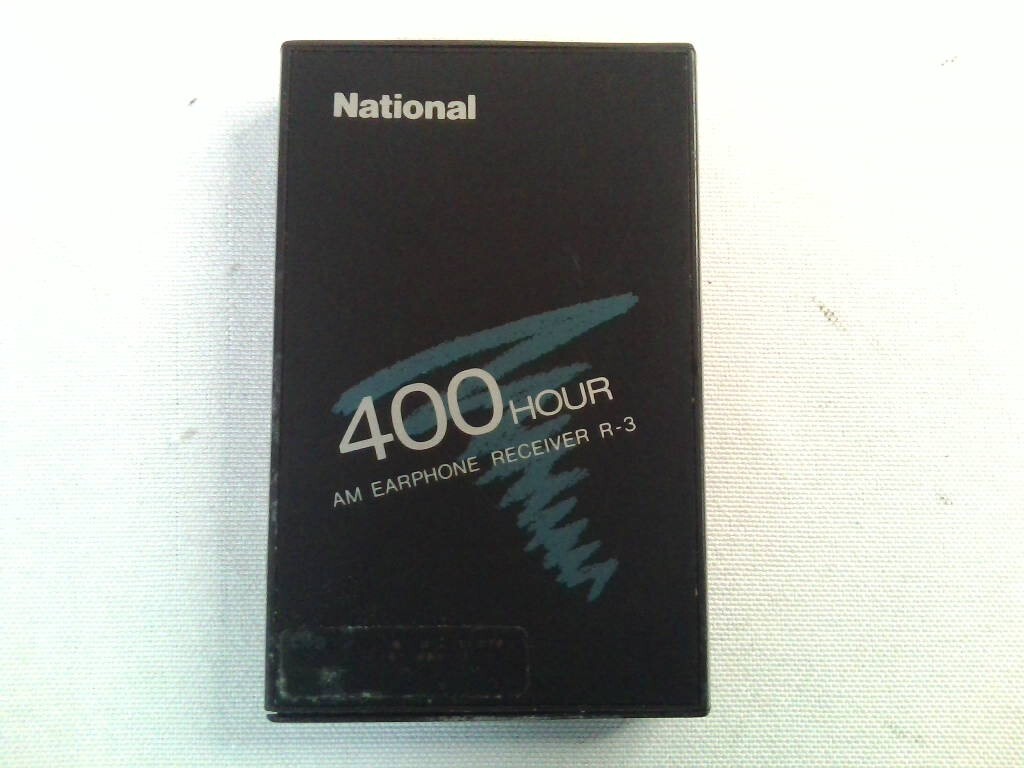 National
400 HOUR
AM EARPHONE RECEIVER R-3